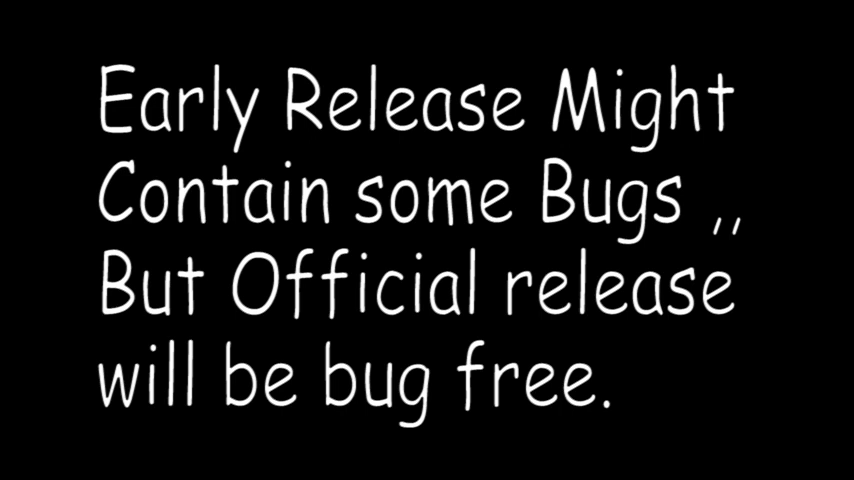 Early Release Might
Contain some Bugs ,,
But Official release
will be bug free.